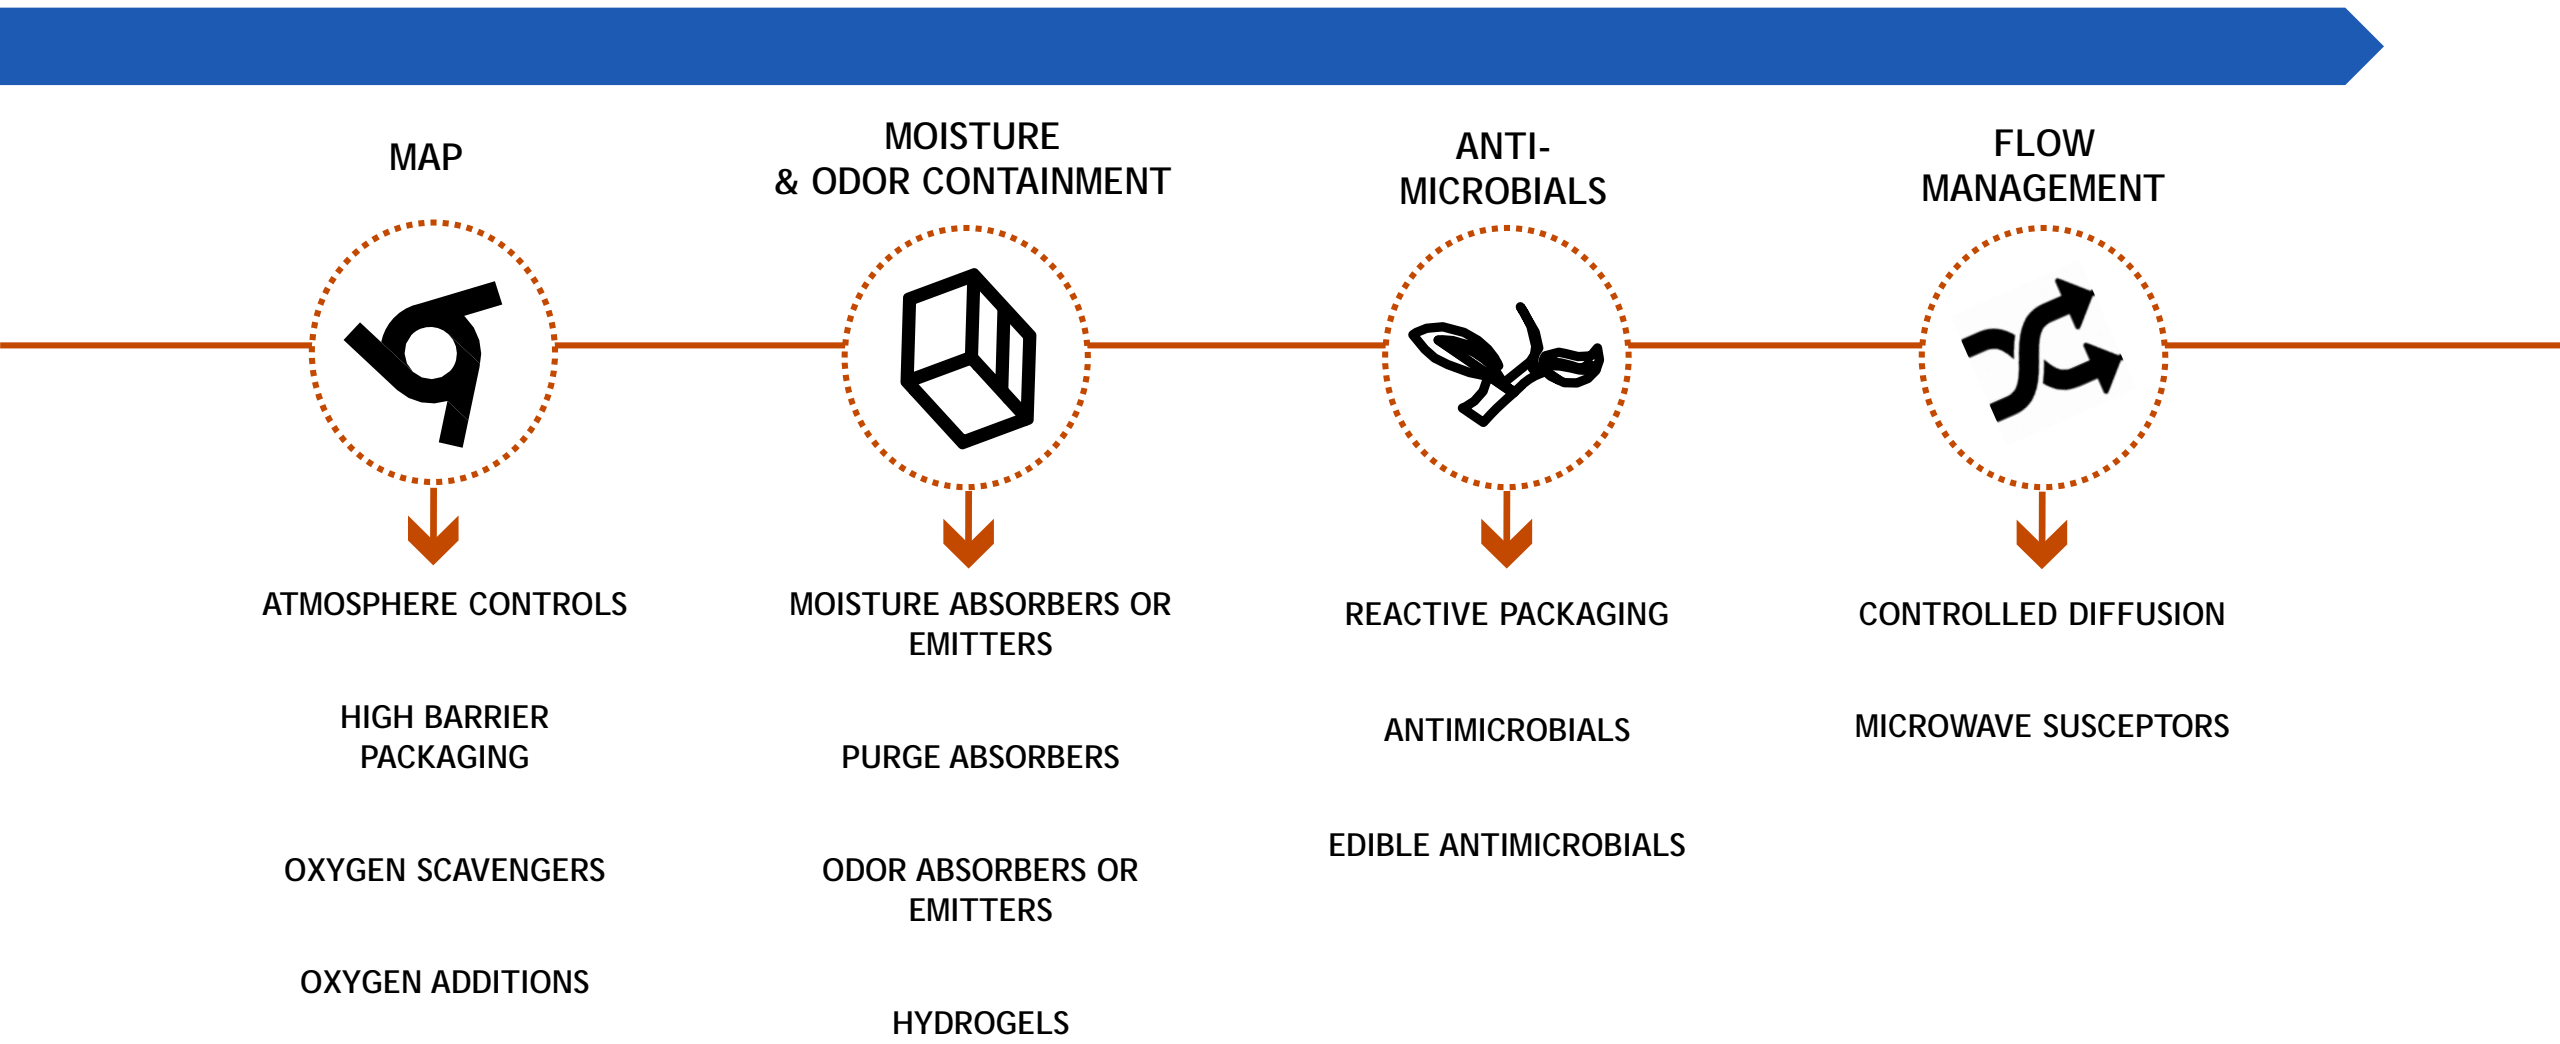 MAP
MOISTURE
& ODOR CONTAINMENT
ANTI-
MICROBIALS
FLOW
MANAGEMENT
ATMOSPHERE CONTROLS
HIGH BARRIER
PACKAGING
OXYGEN SCAVENGERS
OXYGEN ADDITIONS
MOISTURE ABSORBERS OR
EMITTERS
PURGE ABSORBERS
ODOR ABSORBERS OR
EMITTERS
HYDROGELS
REACTIVE PACKAGING
ANTIMICROBIALS
EDIBLE ANTIMICROBIALS
CONTROLLED DIFFUSION
MICROWAVE SUSCEPTORS